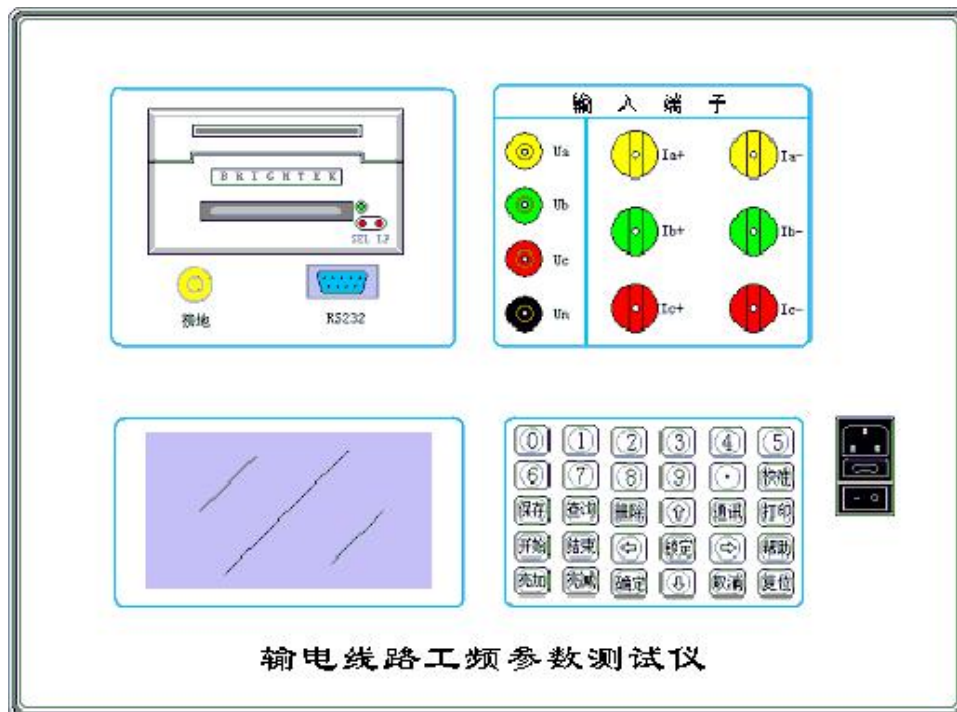 输入端子
BRIGHTEK
SEL LF
接地
RS232
Ua
Ia+
Ia-
Ub
Ib+
Ib-
Uc
Un
Ic+
Ic-
0 1 2 3 4 5
6 7 8 9 ·
保存 查询 删除 ⇧ 通讯 打印
开始 结束 ⇦ 锁定 ⇨ 帮助
亮加 亮减 确定 ⇩ 取消 复位
输电线路工频参数测试仪